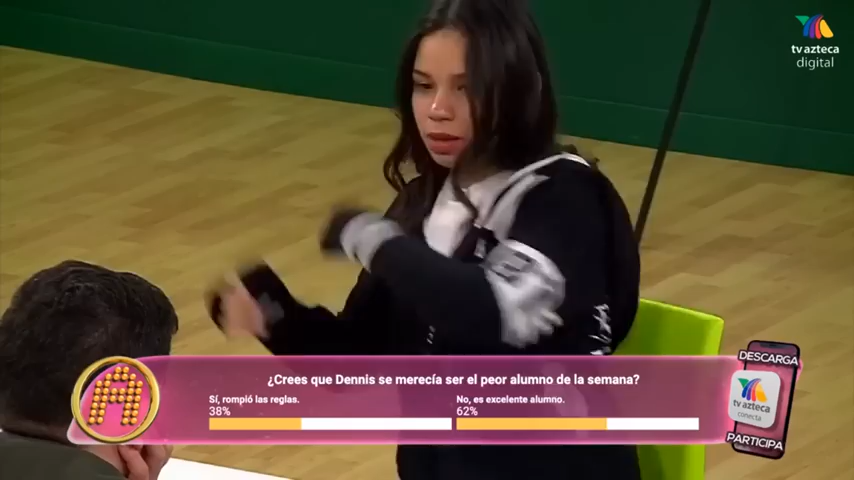 tv azteca
digital
¿Crees que Dennis se merecía ser el peor alumno de la semana?
Sí, rompió las reglas.
38%
No, es excelente alumno.
62%
A
DESCARGA
tv azteca
conecta
PARTICIPA